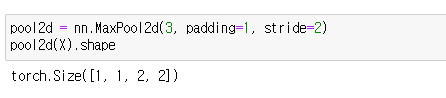 pool2d = nn.MaxPool2d(3, padding=1, stride=2)
pool2d(X).shape
torch.Size([1, 1, 2, 2])